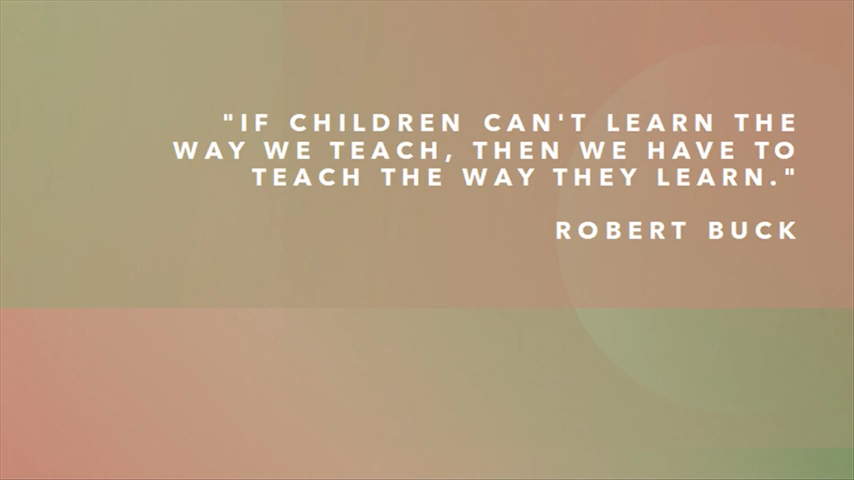 "IF CHILDREN CAN'T LEARN THE
WAY WE TEACH, THEN WE HAVE TO
TEACH THE WAY THEY LEARN."
ROBERT BUCK